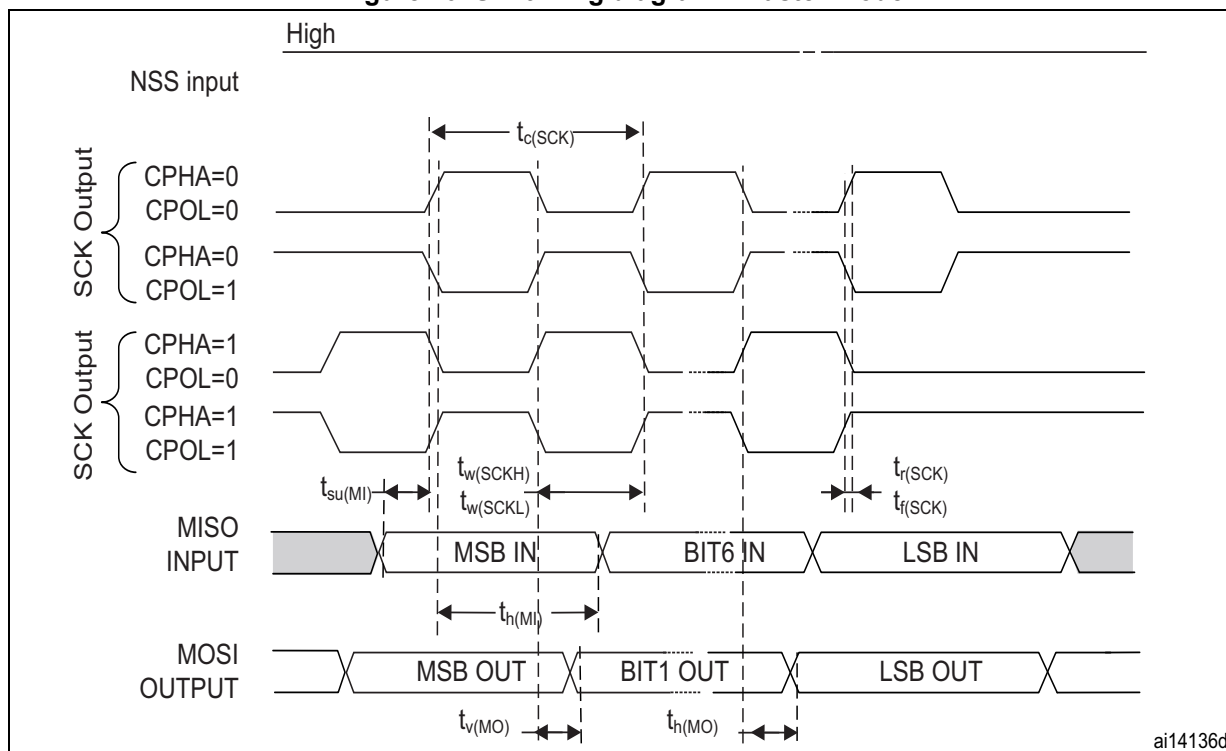 High
NSS input
tc(SCK)
SCK Output
CPHA=0
CPOL=0
CPHA=0
CPOL=1
SCK Output
CPHA=1
CPOL=0
CPHA=1
CPOL=1
tw(SCKH)
tw(SCKL)
tr(SCK)
tf(SCK)
tsu(MI)
MISO
INPUT
MSB IN
BIT6 IN
LSB IN
th(MI)
MOSI
OUTPUT
MSB OUT
BIT1 OUT
LSB OUT
tv(MO)
th(MO)
ai14136d